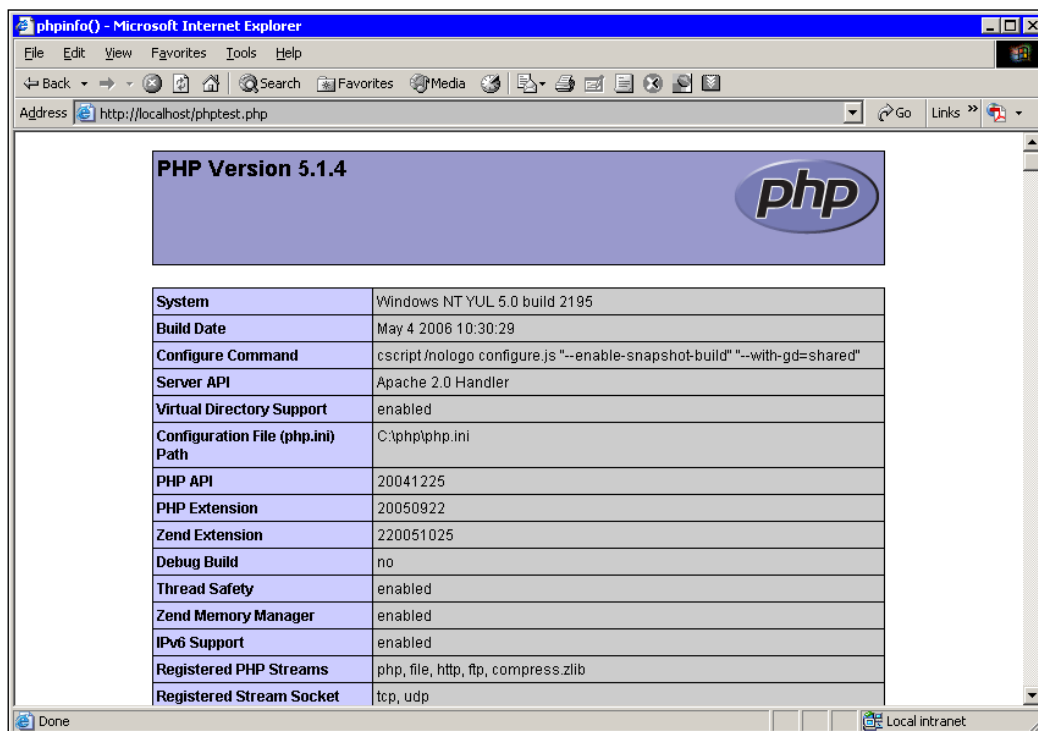 phpinfo() - Microsoft Internet Explorer
File Edit View Favorites Tools Help
Back Search Favorites Media
Address http://localhost/phptest.php Go Links »
PHP Version 5.1.4
php
System Windows NT YUL 5.0 build 2195
Build Date May 4 2006 10:30:29
Configure Command cscript /nologo configure.js "--enable-snapshot-build" "--with-gd=shared"
Server API Apache 2.0 Handler
Virtual Directory Support enabled
Configuration File (php.ini) C:\php\php.ini
Path
PHP API 20041225
PHP Extension 20050922
Zend Extension 220051025
Debug Build no
Thread Safety enabled
Zend Memory Manager enabled
IPv6 Support enabled
Registered PHP Streams php, file, http, ftp, compress.zlib
Registered Stream Socket tcp, udp
Done Local intranet